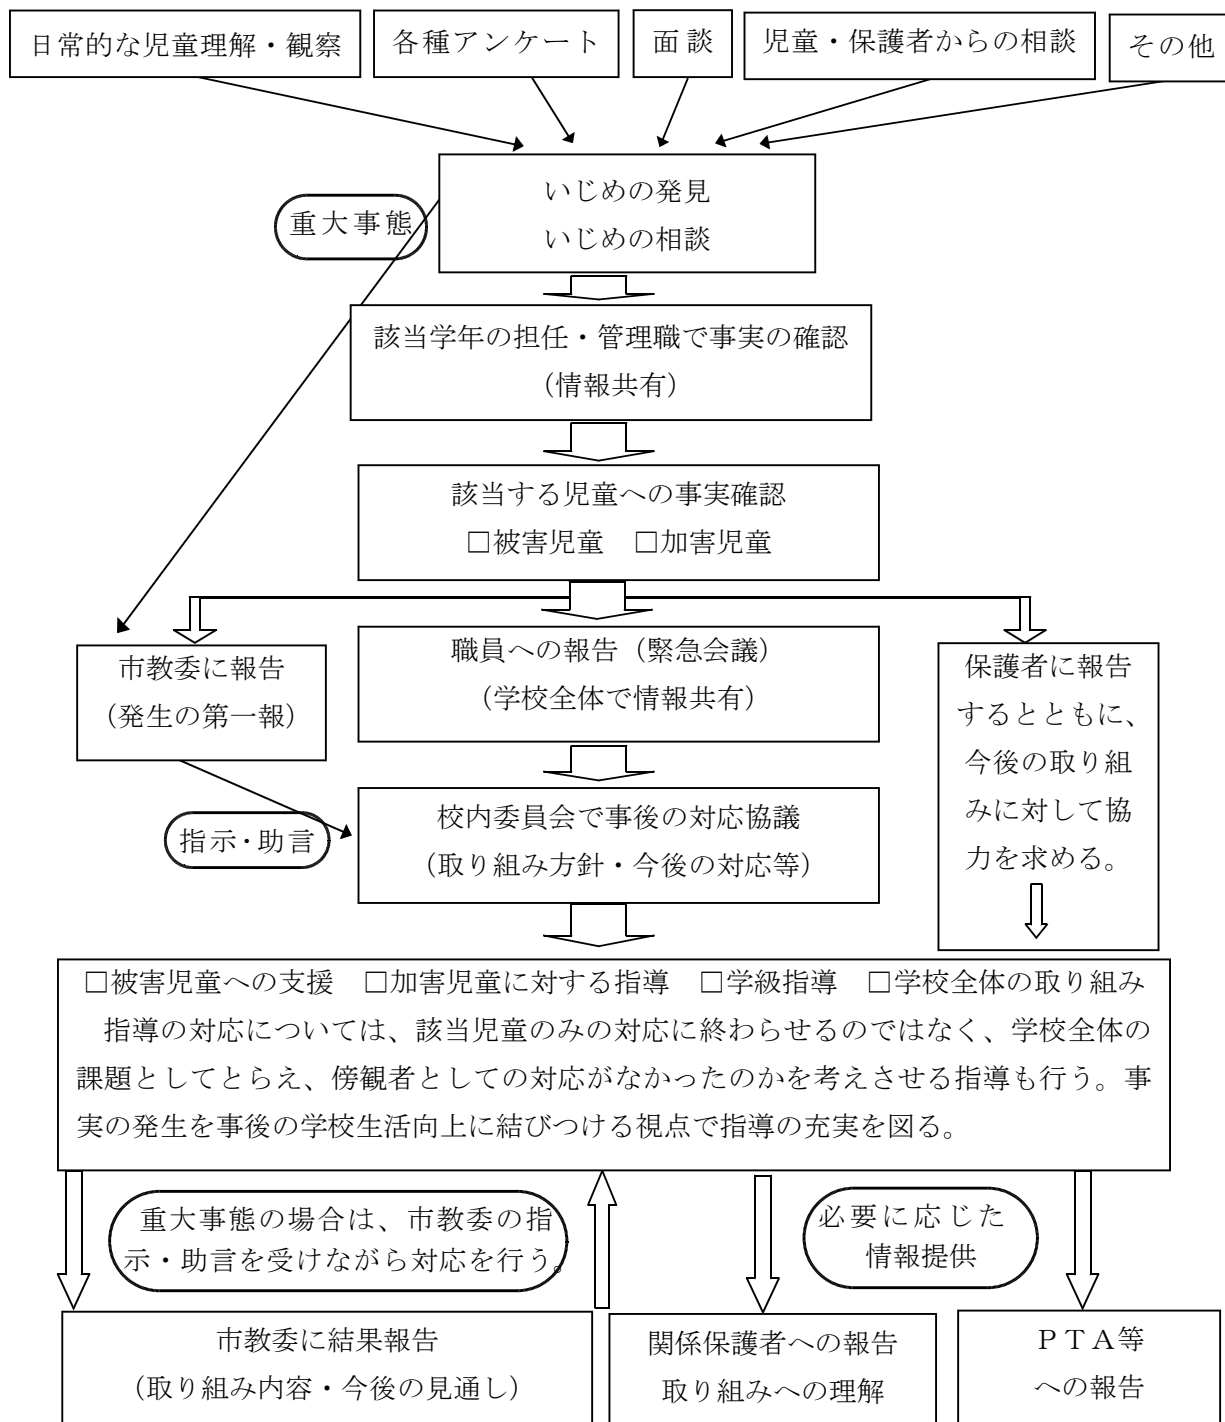 日常的な児童理解・観察
各種アンケート
面談
児童・保護者からの相談
その他
いじめの発見
いじめの相談
重大事態
該当学年の担任・管理職で事実の確認
(情報共有)
該当する児童への事実確認
□被害児童　□加害児童
市教委に報告
(発生の第一報)
職員への報告（緊急会議）
(学校全体で情報共有)
保護者に報告
するとともに、
今後の取り組
みに対して協
力を求める。
指示・助言
校内委員会で事後の対応協議
(取り組み方針・今後の対応等)
□被害児童への支援　□加害児童に対する指導　□学級指導　□学校全体の取り組み
指導の対応については、該当児童のみの対応に終わらせるのではなく、学校全体の
課題としてとらえ、傍観者としての対応がなかったのかを考えさせる指導も行う。事
実の発生を事後の学校生活向上に結びつける視点で指導の充実を図る。
重大事態の場合は、市教委の指
示・助言を受けながら対応を行う。
必要に応じた
情報提供
市教委に結果報告
(取り組み内容・今後の見通し)
関係保護者への報告
取り組みへの理解
ＰＴＡ等
への報告